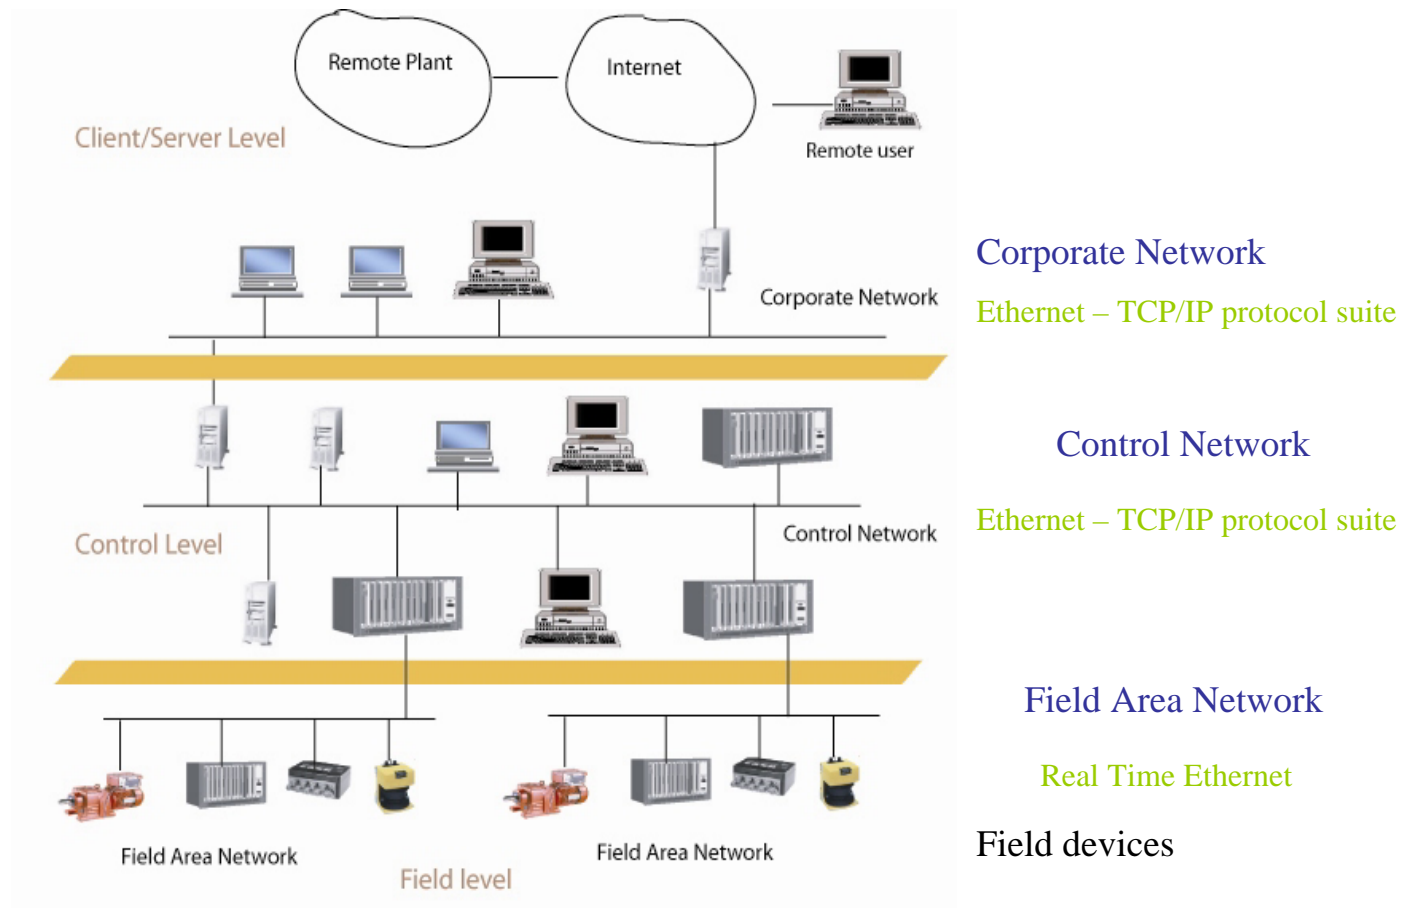 Remote Plant
Internet
Remote user
Client/Server Level
Corporate Network
Corporate Network
Ethernet – TCP/IP protocol suite
Control Network
Ethernet – TCP/IP protocol suite
Control Level
Control Network
Field Area Network
Real Time Ethernet
Field devices
Field Area Network
Field Area Network
Field level